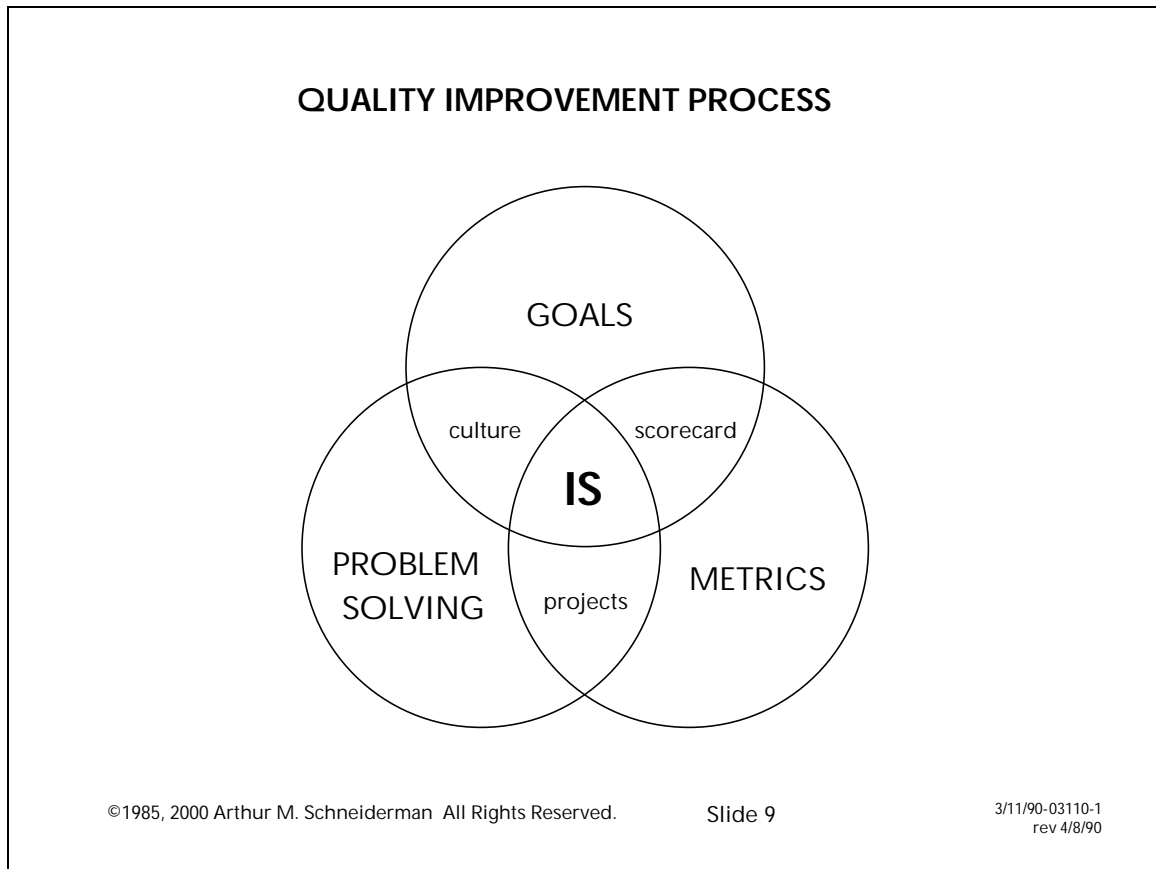 QUALITY IMPROVEMENT PROCESS
GOALS
culture
scorecard
IS
PROBLEM
SOLVING
METRICS
projects
©1985, 2000 Arthur M. Schneiderman All Rights Reserved.
Slide 9
3/11/90-03110-1
rev 4/8/90